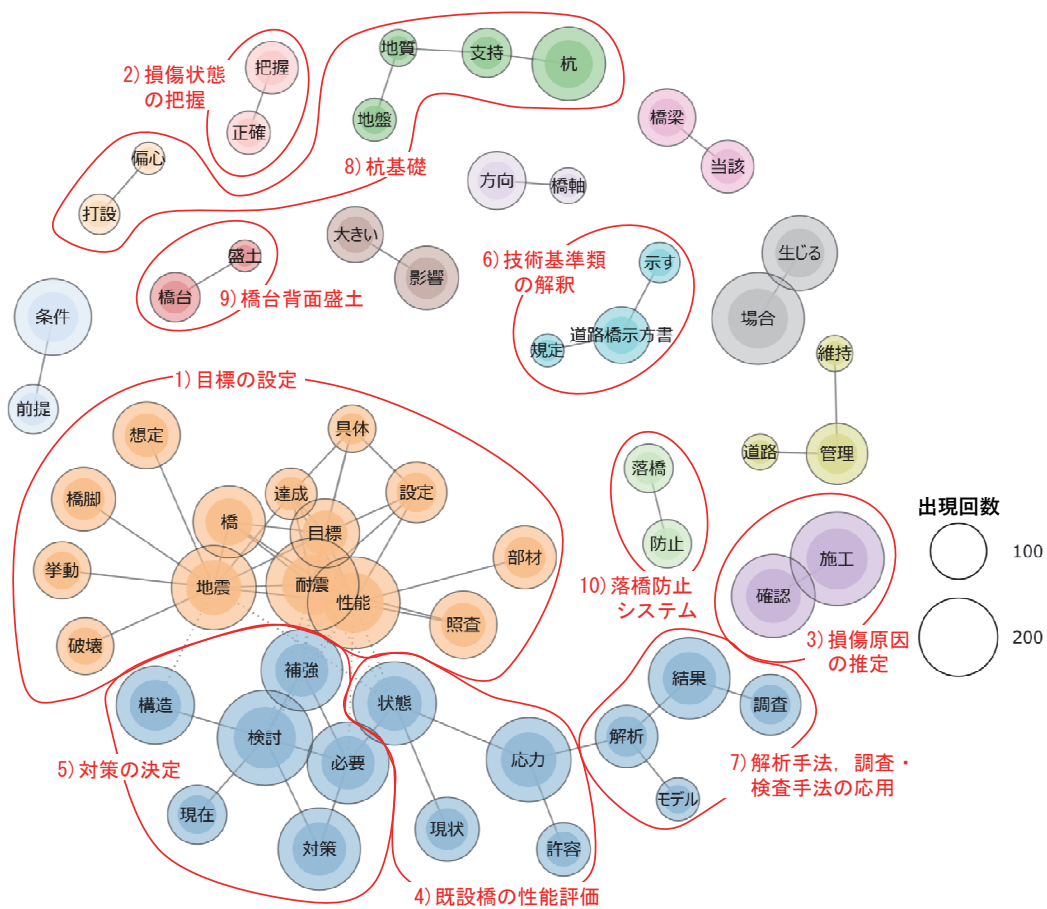 地質
支持
杭
把握
2）損傷状態
の把握
正確
地盤
橋梁
当該
偏心
8）杭基礎
打設
方向
橋軸
大きい
影響
盛土
橋台
9）橋台背面盛土
6）技術基準類
の解釈
示す
道路橋示方書
規定
生じる
場合
条件
前提
維持
道路
管理
1）目標の設定
想定
具体
橋脚
達成
設定
橋
目標
挙動
地震
耐震
性能
部材
破壊
照査
落橋
防止
10）落橋防止
システム
施工
確認
3）損傷原因
の推定
出現回数
100
200
補強
構造
検討
状態
必要
5）対策の決定
現在
対策
応力
現状
許容
4）既設橋の性能評価
結果
調査
解析
モデル
7）解析手法，調査・
検査手法の応用